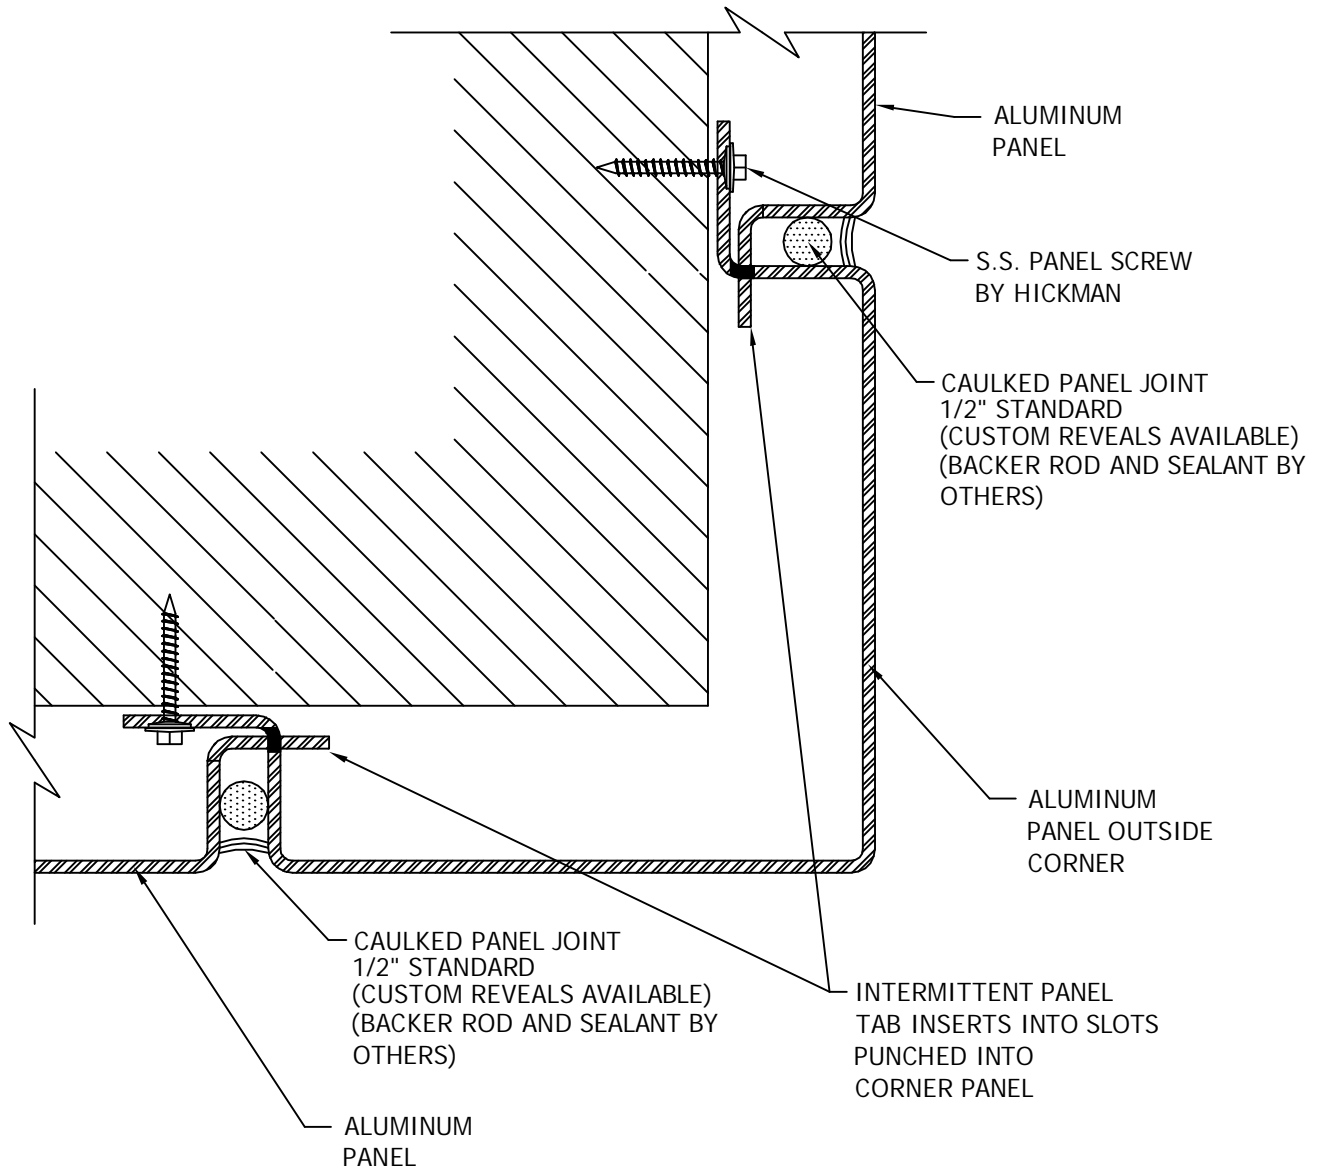 ALUMINUM
PANEL
S.S. PANEL SCREW
BY HICKMAN
CAULKED PANEL JOINT
1/2" STANDARD
(CUSTOM REVEALS AVAILABLE)
(BACKER ROD AND SEALANT BY
OTHERS)
ALUMINUM
PANEL OUTSIDE
CORNER
CAULKED PANEL JOINT
1/2" STANDARD
(CUSTOM REVEALS AVAILABLE)
(BACKER ROD AND SEALANT BY
OTHERS)
INTERMITTENT PANEL
TAB INSERTS INTO SLOTS
PUNCHED INTO
CORNER PANEL
ALUMINUM
PANEL